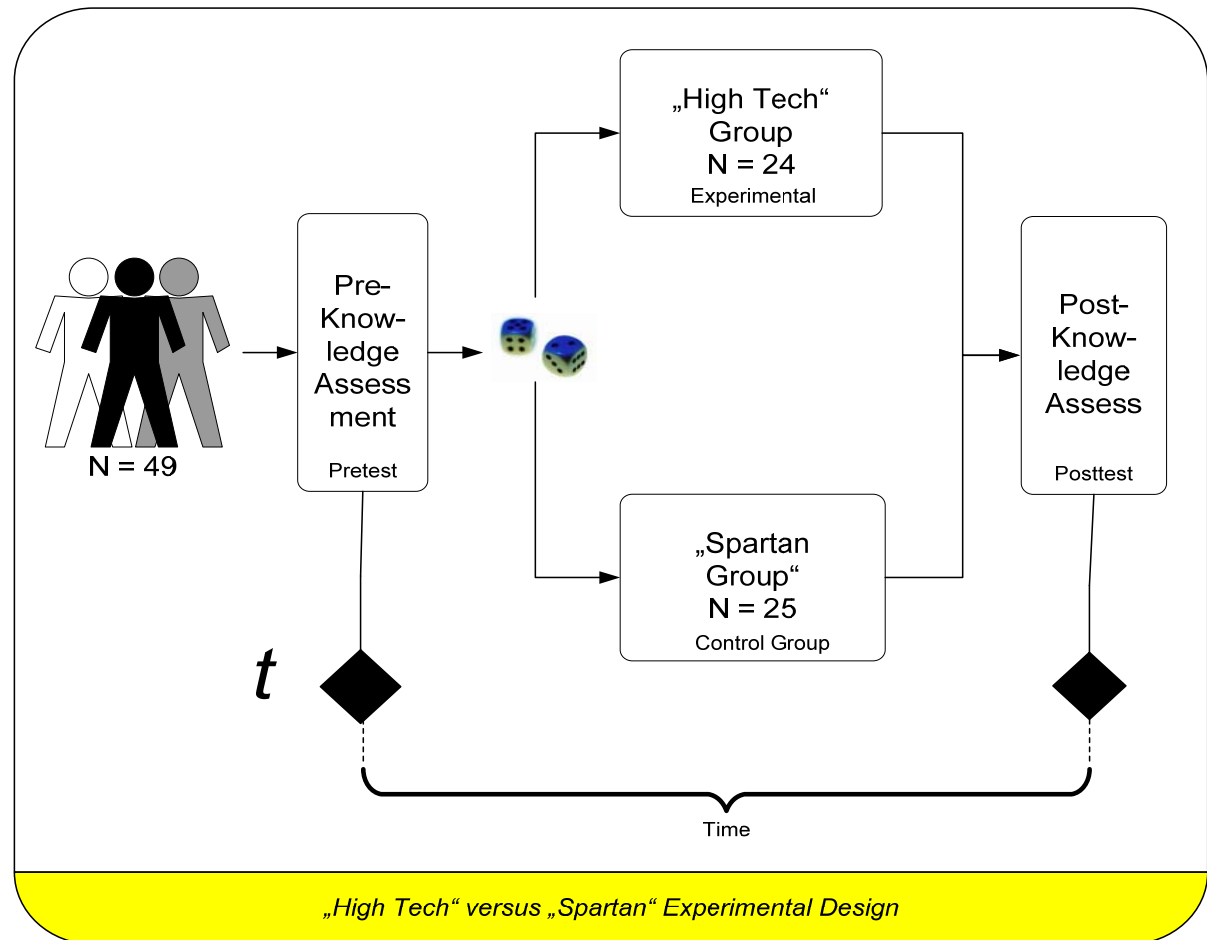 N = 49
Pre-
Know-
ledge
Assess
ment
Pretest
„High Tech“
Group
N = 24
Experimental
„Spartan
Group“
N = 25
Control Group
Post-
Know-
ledge
Assess
Posttest
t
Time
„High Tech“ versus „Spartan“ Experimental Design